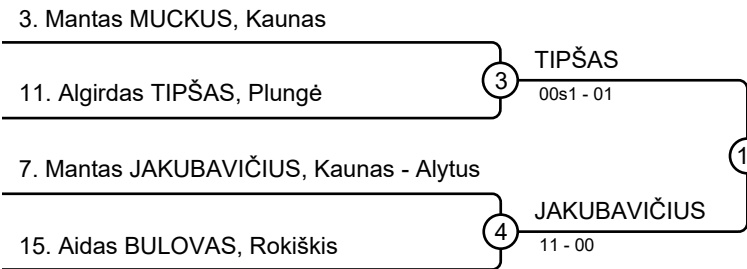 3. Mantas MUCKUS, Kaunas
3
TIPŠAS
00s1 - 01
11. Algirdas TIPŠAS, Plungė
7. Mantas JAKUBAVIČIUS, Kaunas - Alytus
4
JAKUBAVIČIUS
11 - 00
15. Aidas BULOVAS, Rokiškis